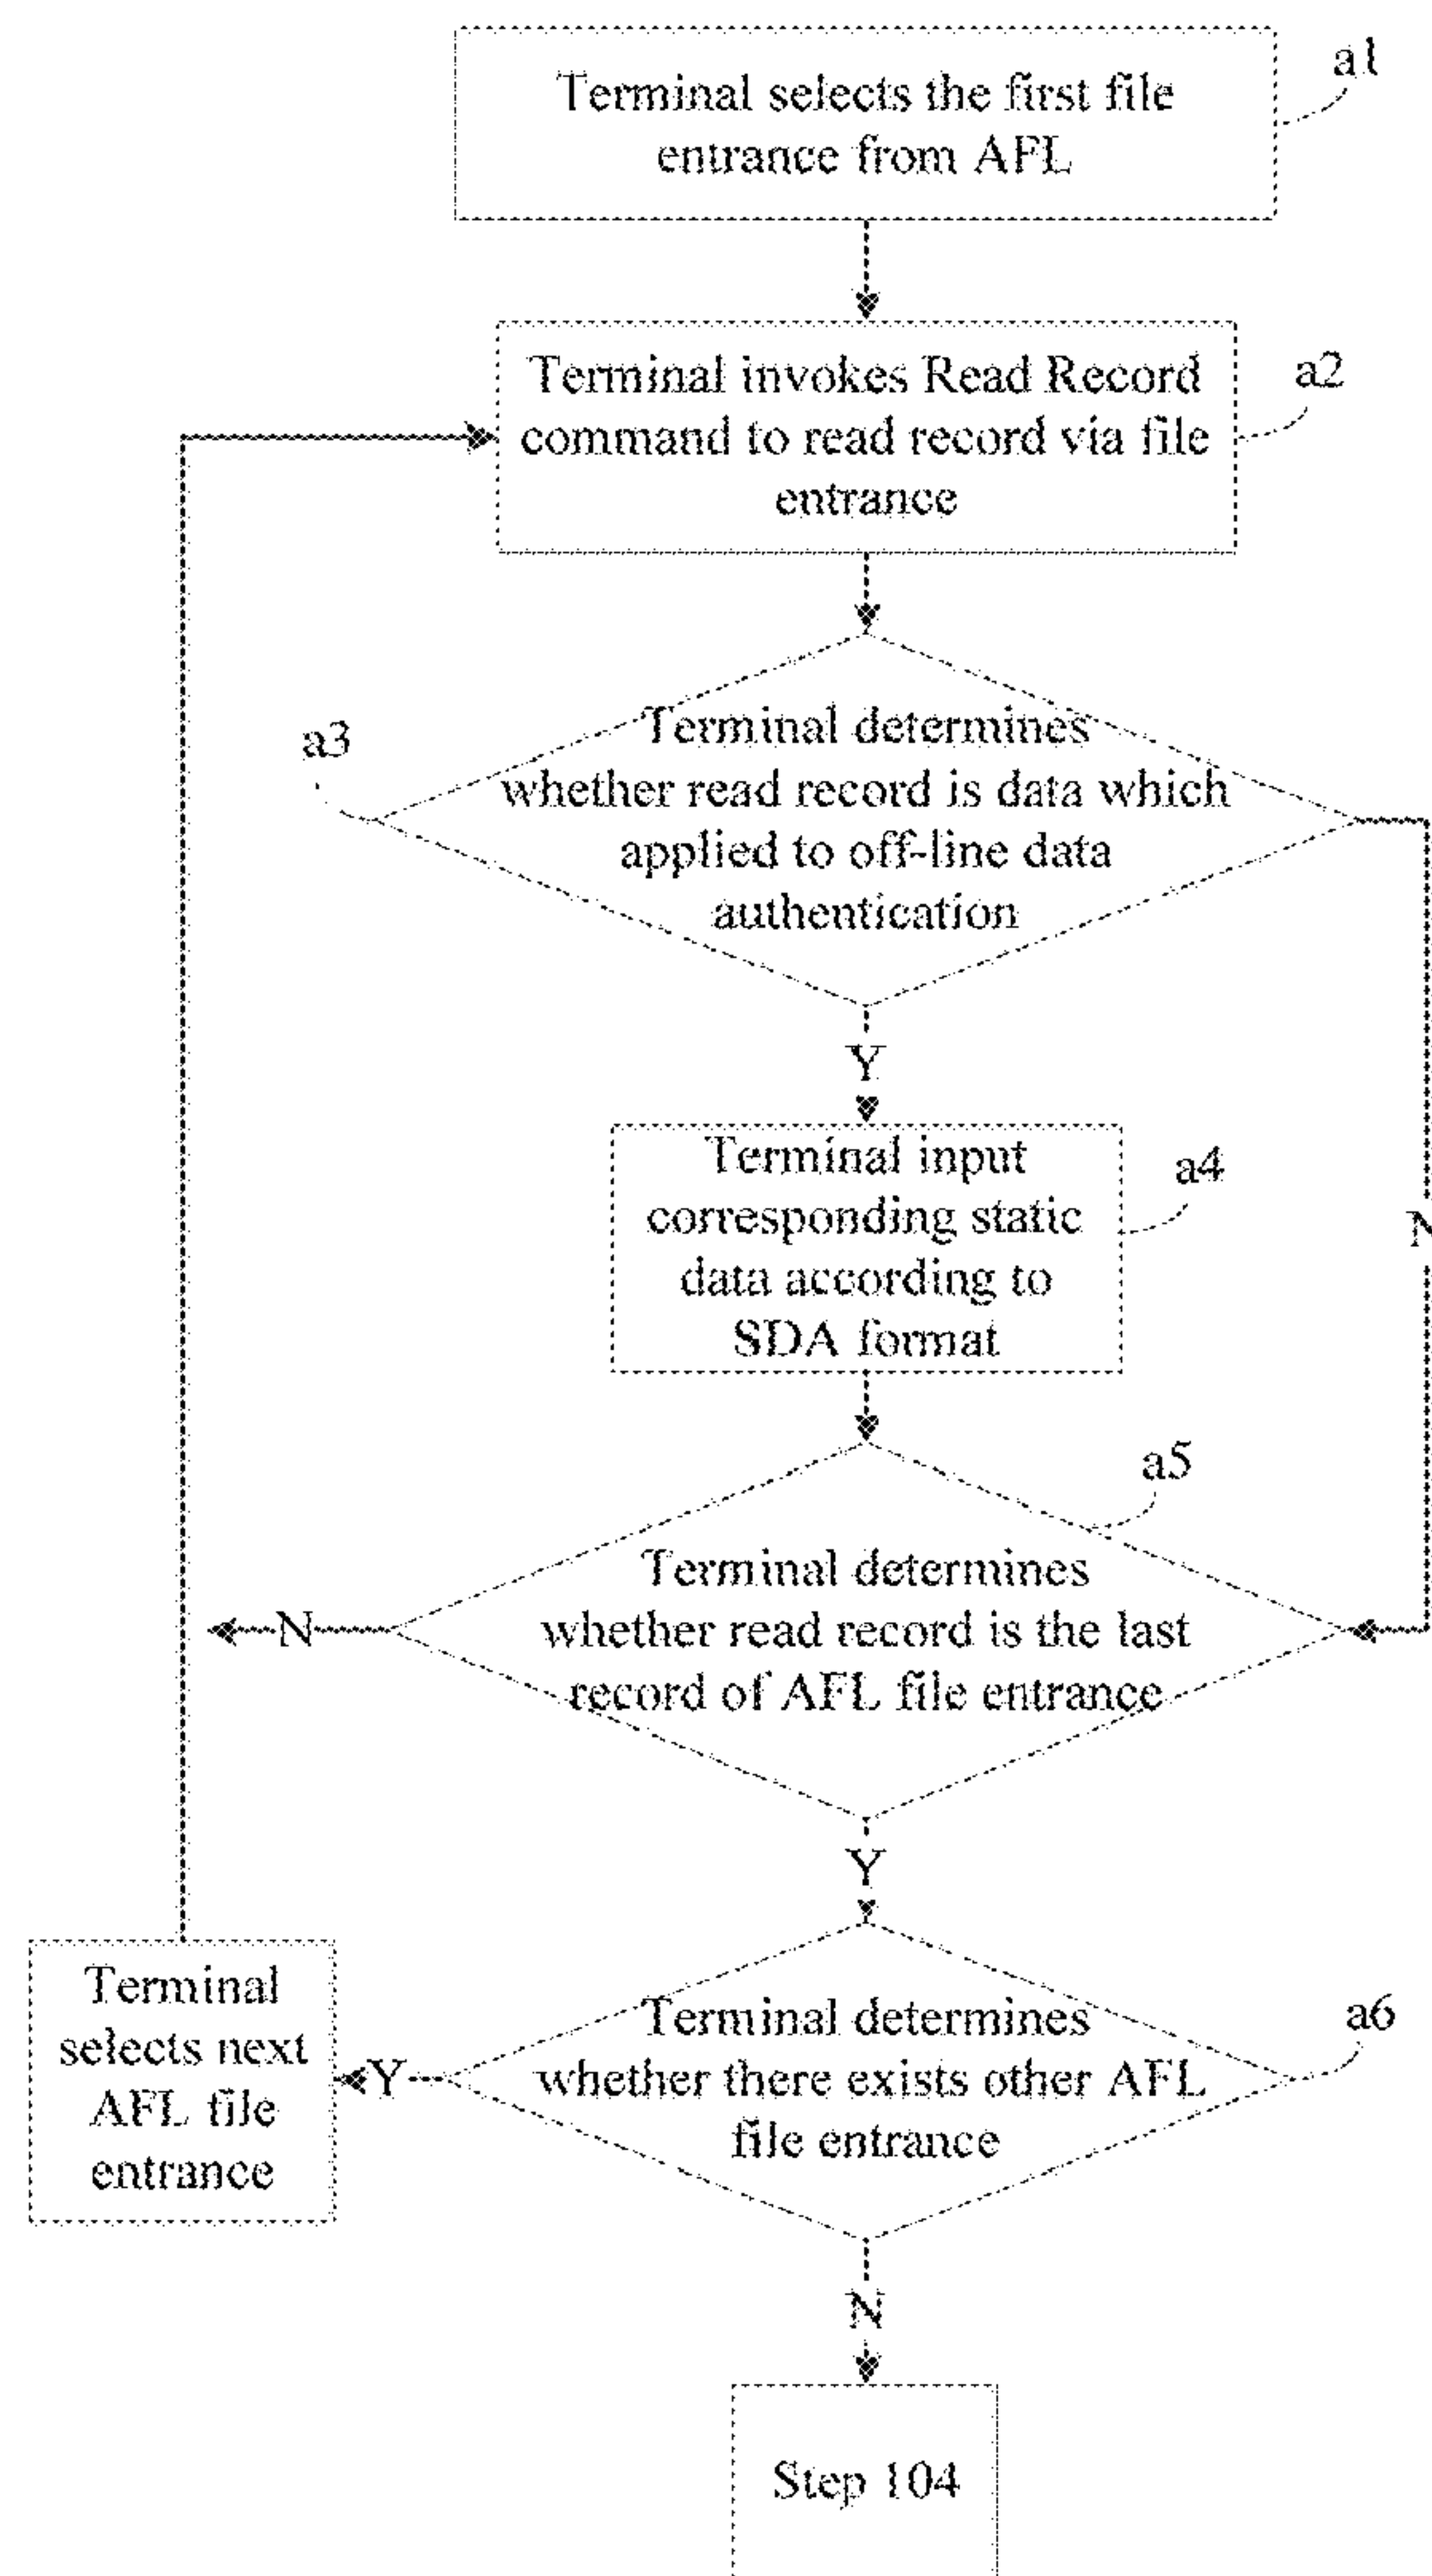 Terminal selects the first file
entrance from AFL
a1
Terminal invokes Read Record
command to read record via file
entrance
a2
a3
Terminal determines
whether read record is data which
applied to off-line data
authentication
Y
Terminal input
corresponding static
data according to
SDA format
a4
N
a5
Terminal determines
whether read record is the last
record of AFL file entrance
N
Y
Terminal
selects next
AFL file
entrance
Y
Terminal determines
whether there exists other AFL
file entrance
a6
N
Step 104